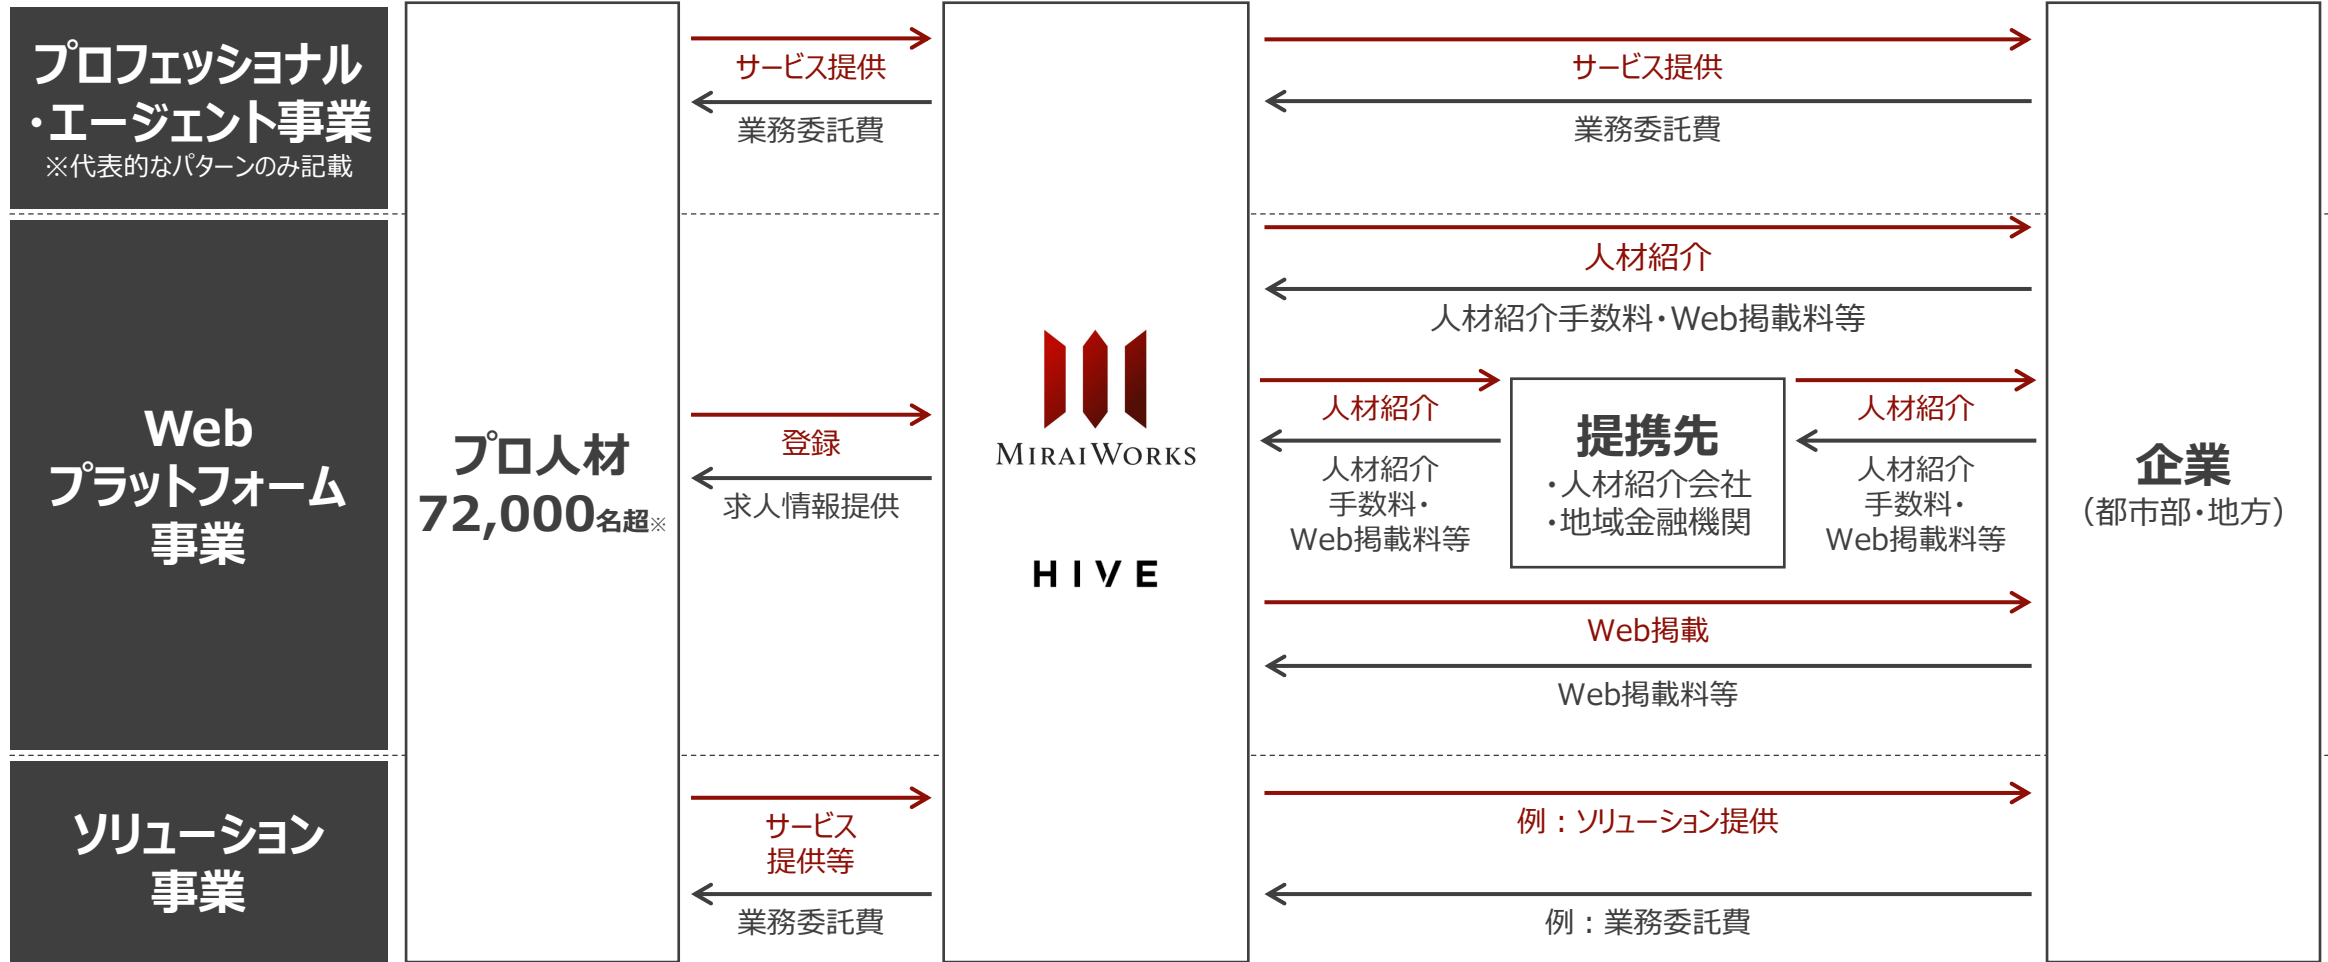 プロフェッショナル
・エージェント事業
※代表的なパターンのみ記載
サービス提供
業務委託費
サービス提供
業務委託費
Web
プラットフォーム
事業
プロ人材
72,000名超※
登録
求人情報提供
MIRAIWORKS
HIVE
人材紹介
人材紹介手数料・Web掲載料等
人材紹介
人材紹介
手数料・
Web掲載料等
提携先
・人材紹介会社
・地域金融機関
人材紹介
人材紹介
手数料・
Web掲載料等
Web掲載
Web掲載料等
企業
（都市部・地方）
ソリューション
事業
サービス
提供等
業務委託費
例：ソリューション提供
例：業務委託費